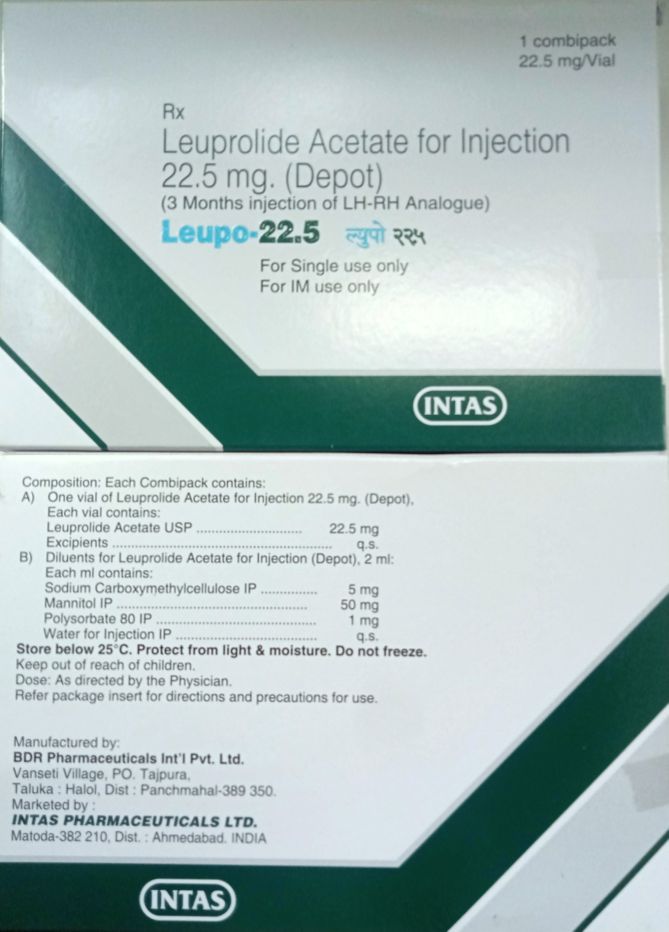 1 combipack
22.5 mg/Vial
Rx
Leuprolide Acetate for Injection
22.5 mg. (Depot)
(3 Months injection of LH-RH Analogue)
Leupo-22.5 ल्युपो २२५
For Single use only
For IM use only
INTAS
Composition: Each Combipack contains:
A) One vial of Leuprolide Acetate for Injection 22.5 mg. (Depot),
Each vial contains:
Leuprolide Acetate USP ............................ 22.5 mg
Excipients .......................................................... q.s.
B) Diluents for Leuprolide Acetate for Injection (Depot), 2 ml:
Each ml contains:
Sodium Carboxymethylcellulose IP ............... 5 mg
Mannitol IP .................................................. 50 mg
Polysorbate 80 IP .......................................... 1 mg
Water for Injection IP ..................................... q.s.
Store below 25°C. Protect from light & moisture. Do not freeze.
Keep out of reach of children.
Dose: As directed by the Physician.
Refer package insert for directions and precautions for use.
Manufactured by:
BDR Pharmaceuticals Int'l Pvt. Ltd.
Vanseti Village, PO. Tajpura,
Taluka : Halol, Dist : Panchmahal-389 350.
Marketed by :
INTAS PHARMACEUTICALS LTD.
Matoda-382 210, Dist. : Ahmedabad. INDIA
INTAS